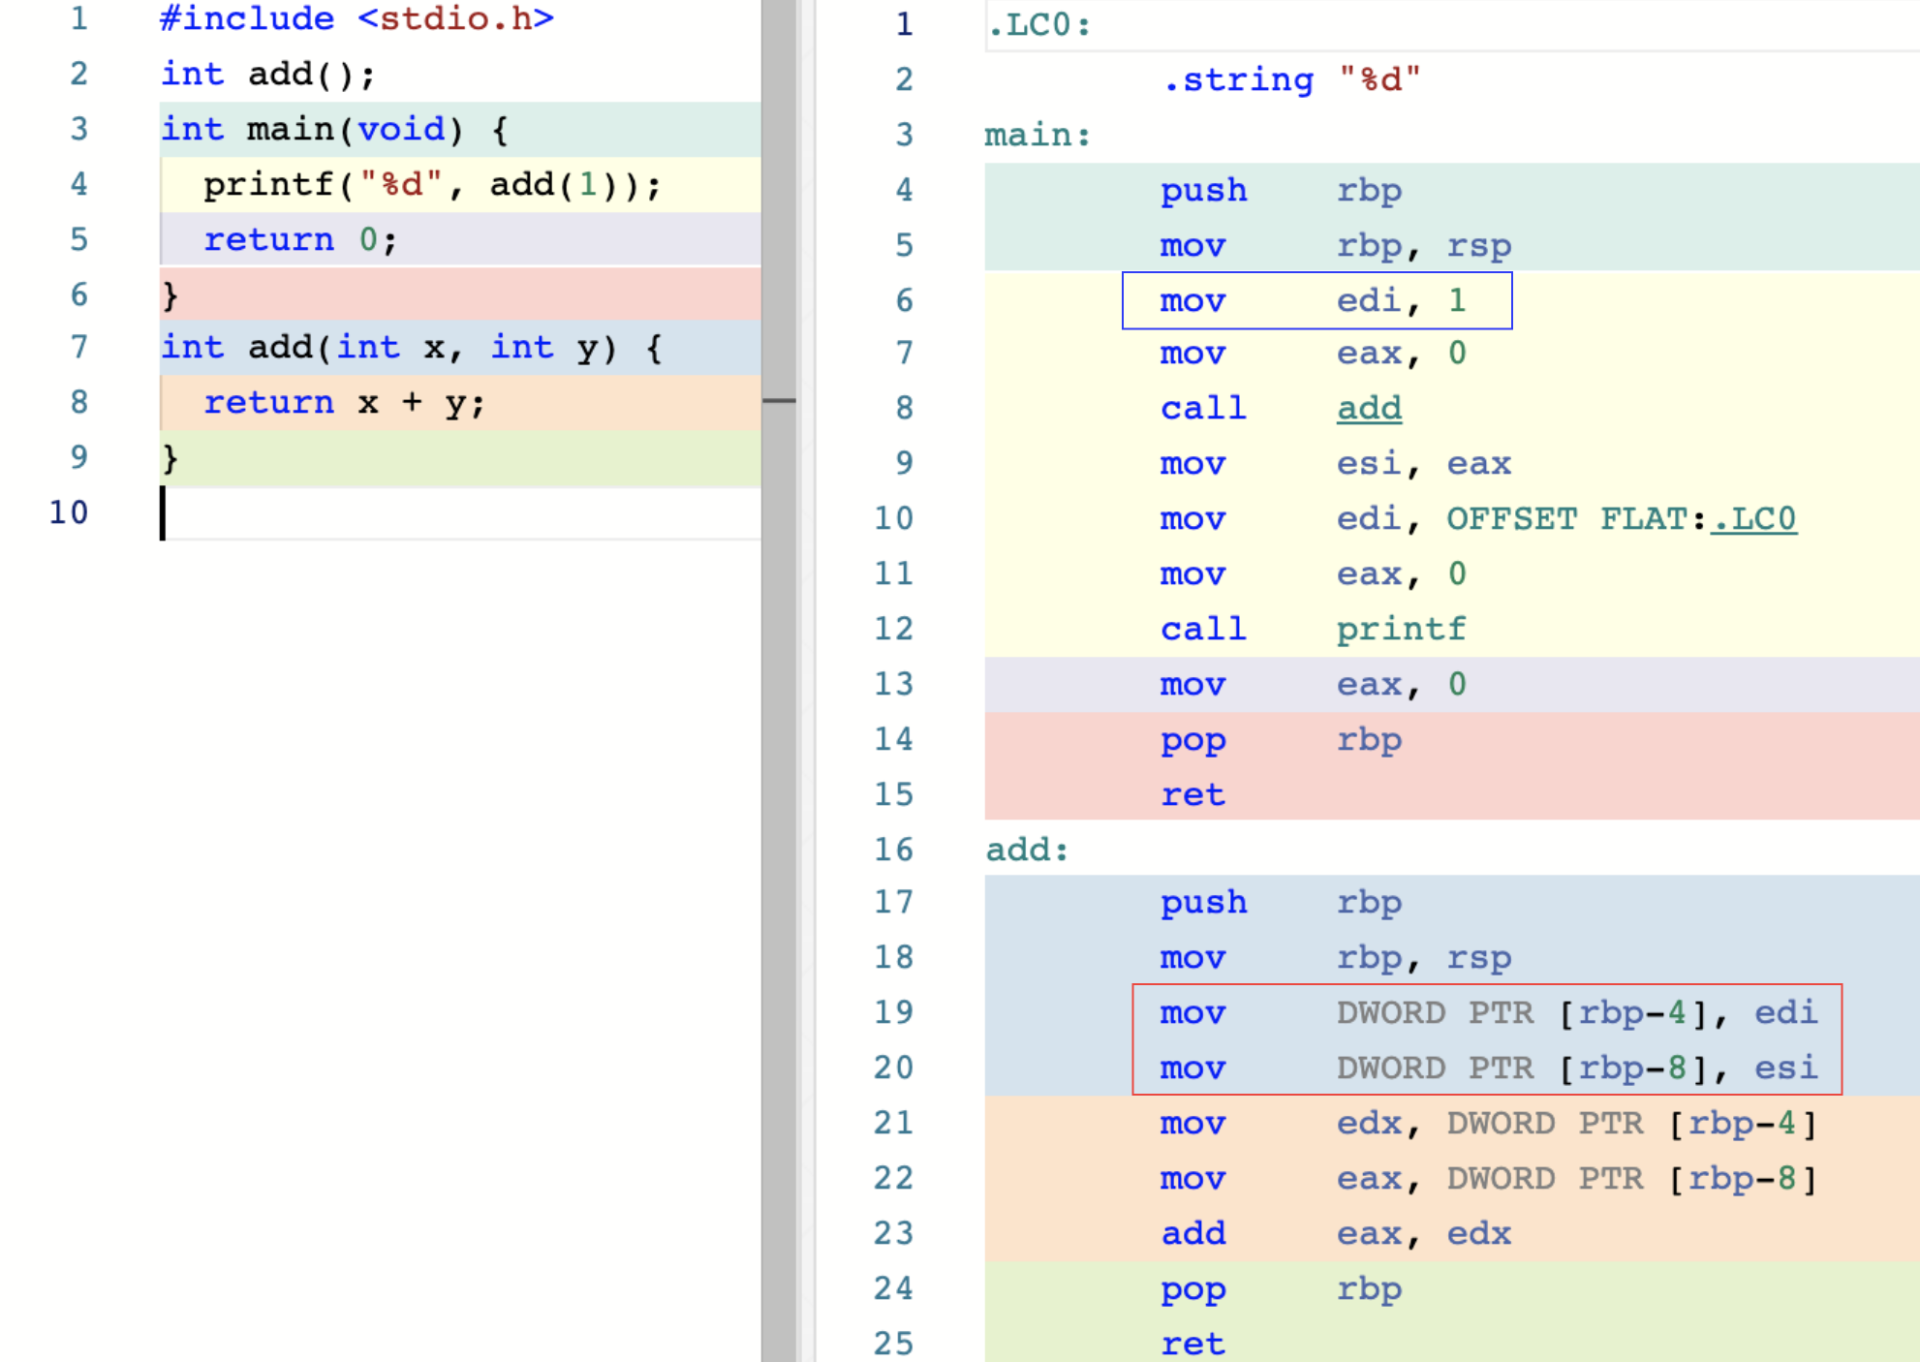 1 #include <stdio.h>
2 int add();
3 int main(void) {
4   printf("%d", add(1));
5   return 0;
6 }
7 int add(int x, int y) {
8   return x + y;
9 }
10
1 .LC0:
2         .string "%d"
3 main:
4         push    rbp
5         mov     rbp, rsp
6         mov     edi, 1
7         mov     eax, 0
8         call    add
9         mov     esi, eax
10        mov     edi, OFFSET FLAT:.LC0
11        mov     eax, 0
12        call    printf
13        mov     eax, 0
14        pop     rbp
15        ret
16 add:
17        push    rbp
18        mov     rbp, rsp
19        mov     DWORD PTR [rbp-4], edi
20        mov     DWORD PTR [rbp-8], esi
21        mov     edx, DWORD PTR [rbp-4]
22        mov     eax, DWORD PTR [rbp-8]
23        add     eax, edx
24        pop     rbp
25        ret